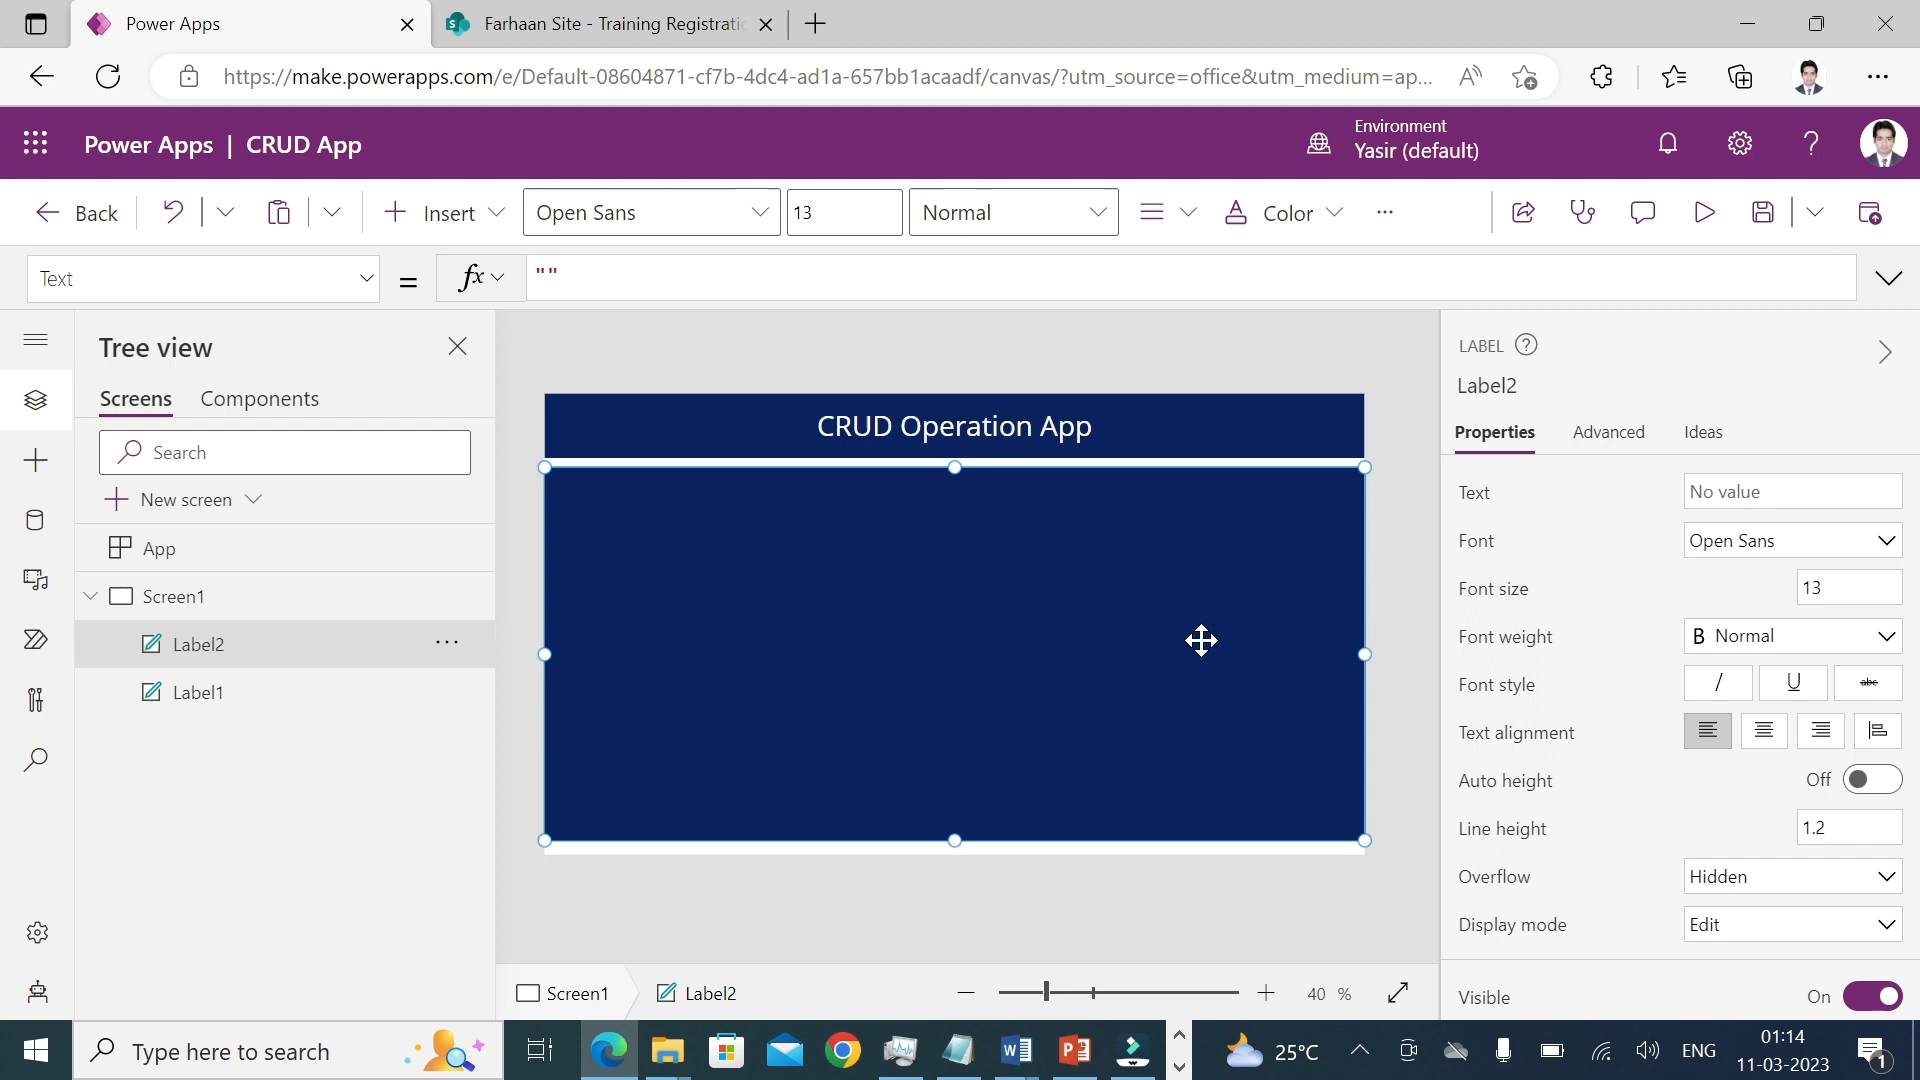 Power Apps
Farhaan Site - Training Registratic
https://make.powerapps.com/e/Default-08604871-cf7b-4dc4-ad1a-657bb1acaadf/canvas/?utm_source=office&utm_medium=ap...
Power Apps | CRUD App
Environment
Yasir (default)
Back
Insert
Open Sans
13
Normal
Color
Text
=
fx
""
Tree view
Screens
Components
Search
New screen
App
Screen1
Label2
Label1
CRUD Operation App
LABEL
Label2
Properties
Advanced
Ideas
Text
No value
Font
Open Sans
Font size
13
Font weight
B Normal
Font style
/ U abc
Text alignment
Auto height
Off
Line height
1.2
Overflow
Hidden
Display mode
Edit
Visible
On
Screen1
Label2
40 %
Type here to search
25°C
ENG
01:14
11-03-2023
1